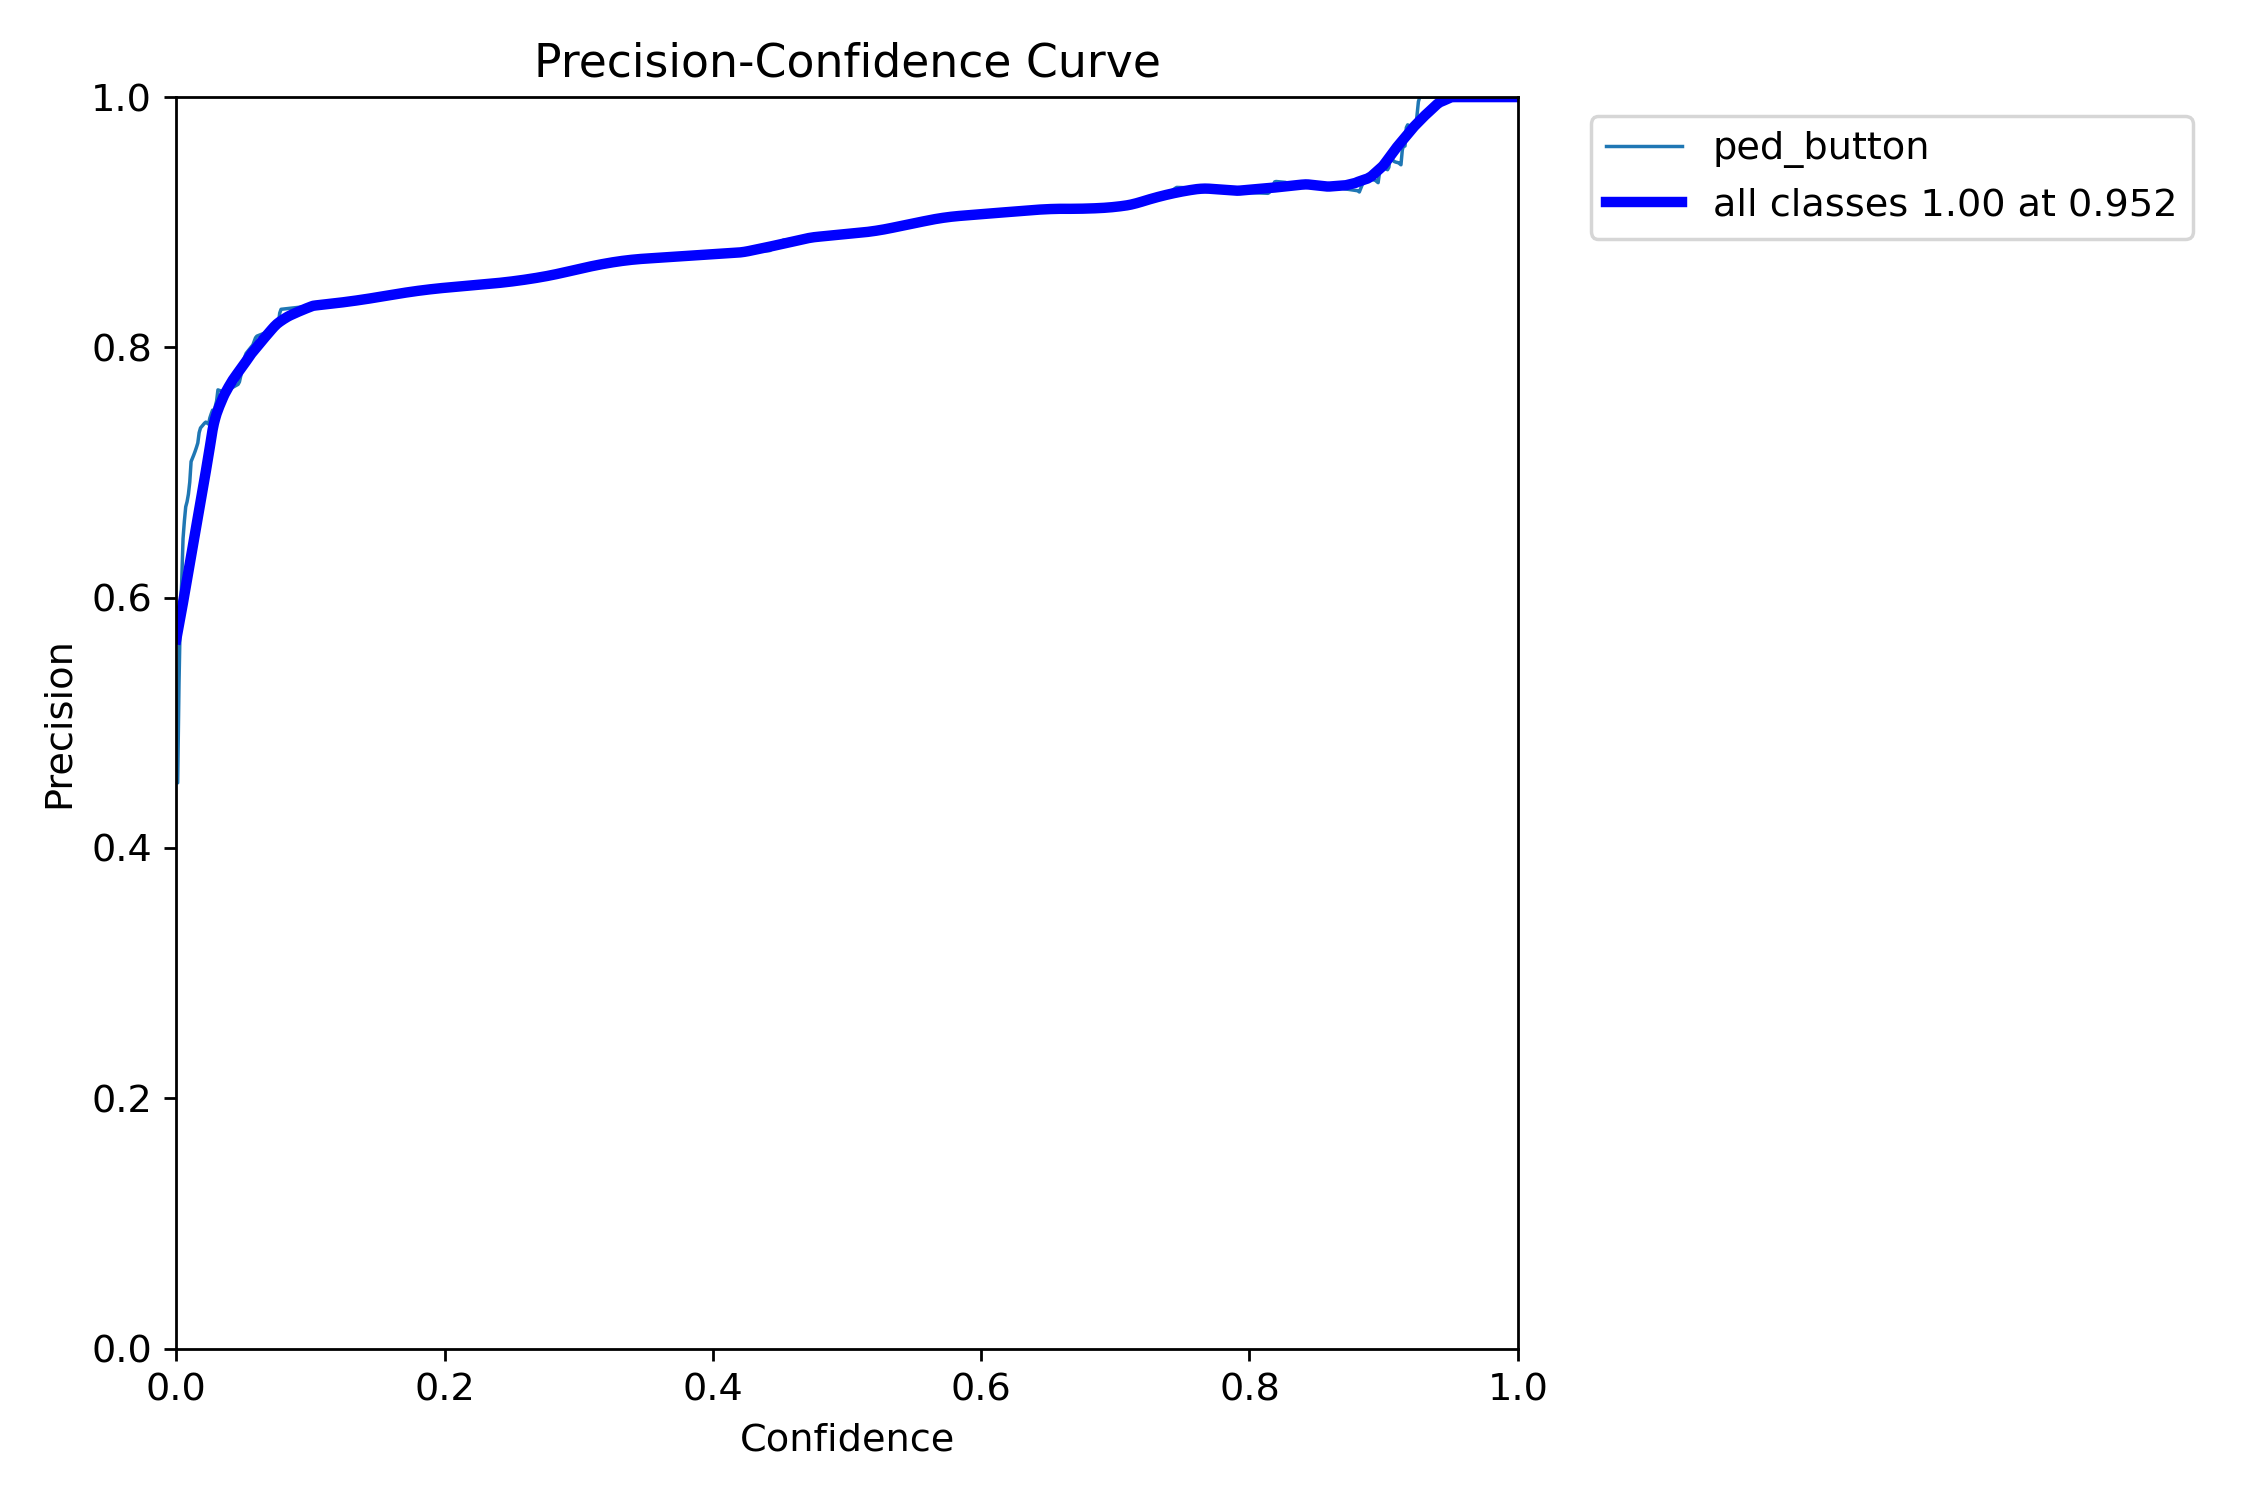 Precision-Confidence Curve
1.0
0.8
0.6
0.4
0.2
0.0
Precision
0.0 0.2 0.4 0.6 0.8 1.0
Confidence
ped_button
all classes 1.00 at 0.952